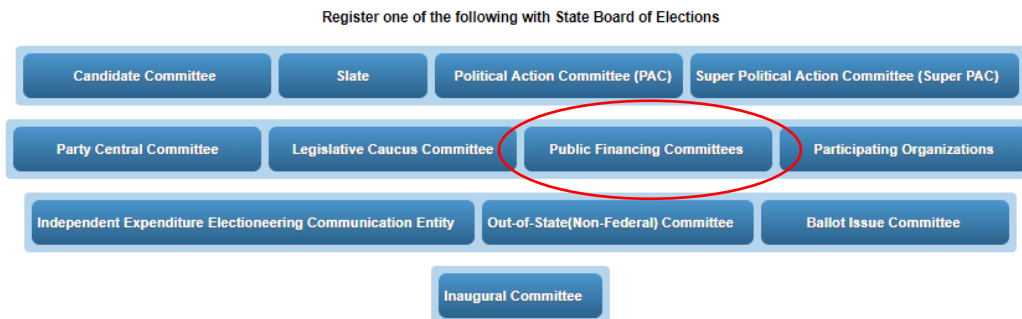 Register one of the following with State Board of Elections
Candidate Committee
Slate
Political Action Committee (PAC)
Super Political Action Committee (Super PAC)
Party Central Committee
Legislative Caucus Committee
Public Financing Committees
Participating Organizations
Independent Expenditure Electioneering Communication Entity
Out-of-State(Non-Federal) Committee
Ballot Issue Committee
Inaugural Committee